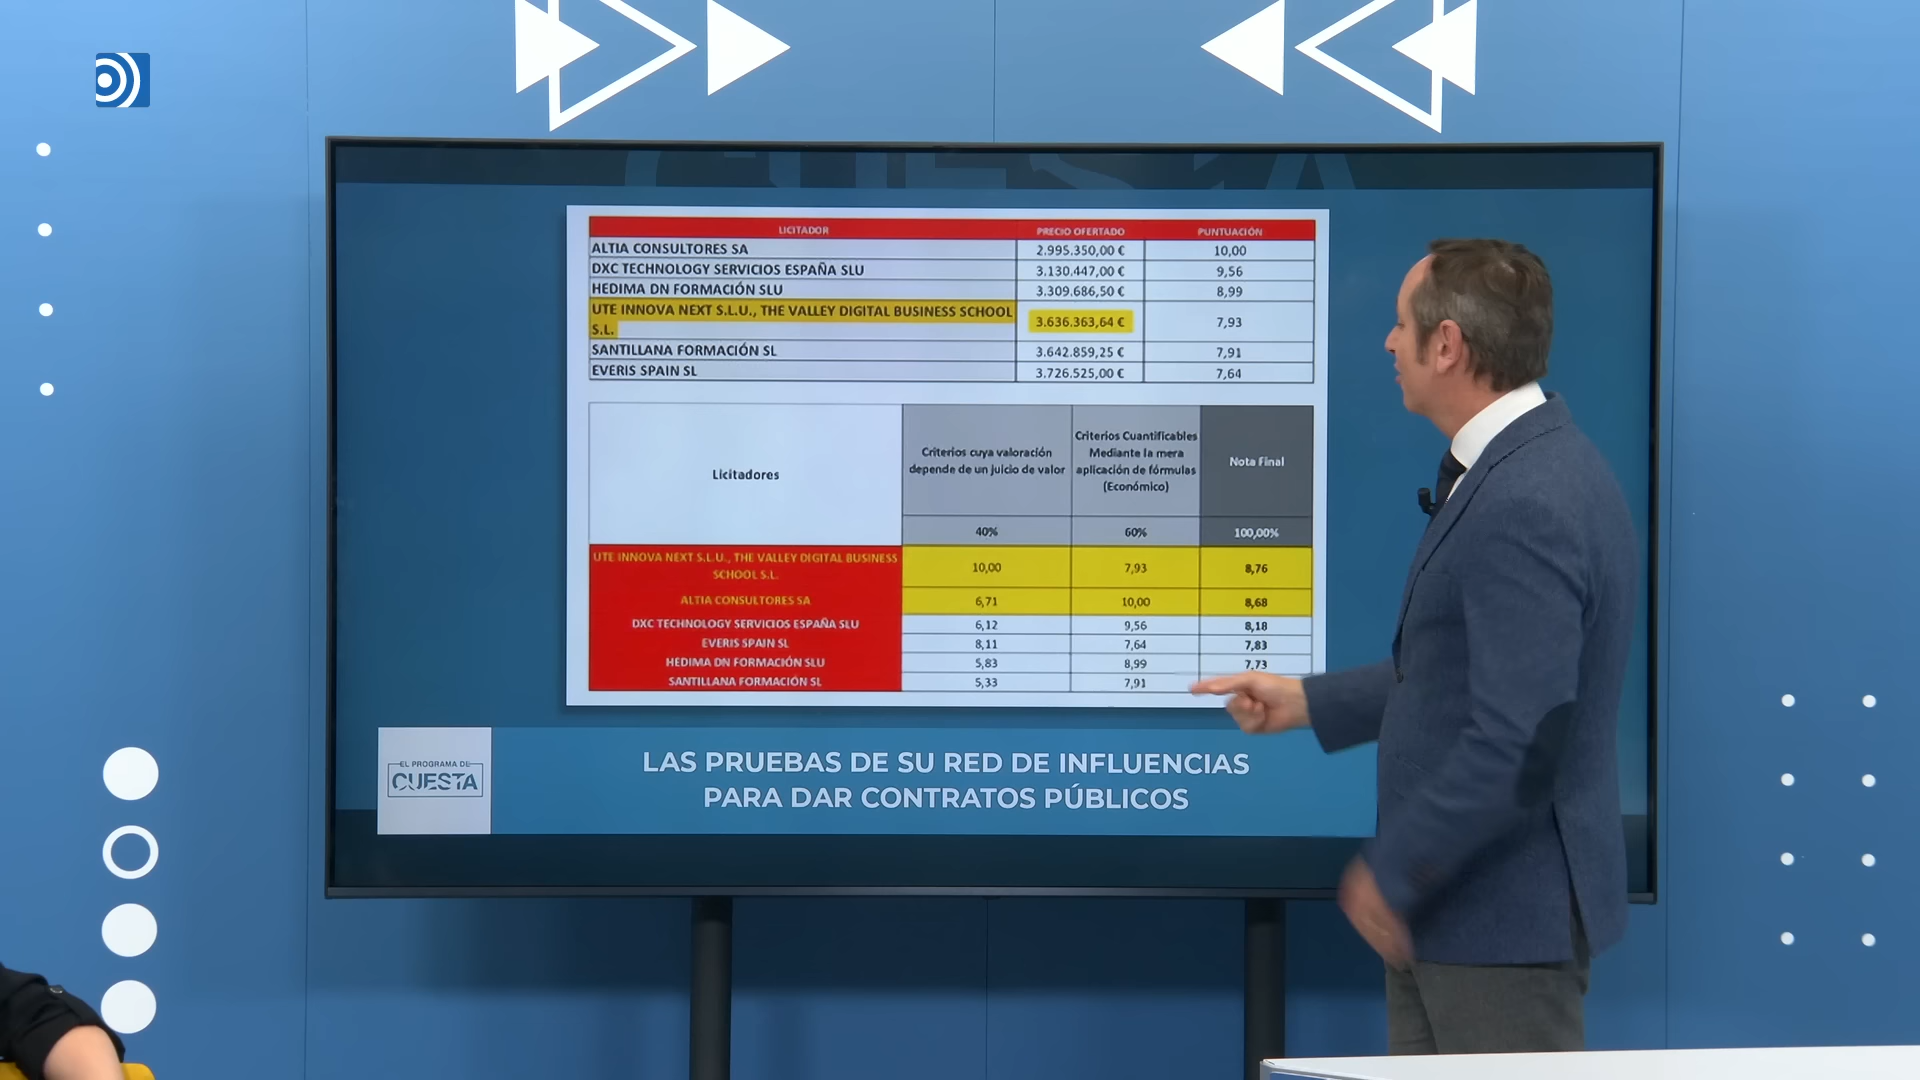 CUESTA
LICITADOR PRECIO OFERTADO PUNTUACIÓN
ALTIA CONSULTORES SA 2.995.350,00 € 10,00
DXC TECHNOLOGY SERVICIOS ESPAÑA SLU 3.130.447,00 € 9,56
HEDIMA DN FORMACIÓN SLU 3.309.686,50 € 8,99
UTE INNOVA NEXT S.L.U., THE VALLEY DIGITAL BUSINESS SCHOOL
S.L. 3.636.363,64 € 7,93
SANTILLANA FORMACIÓN SL 3.642.859,25 € 7,91
EVERIS SPAIN SL 3.726.525,00 € 7,64
Licitadores
Criterios cuya valoración
depende de un juicio de valor
Criterios Cuantificables
Mediante la mera
aplicación de fórmulas
(Económico)
Nota Final
40% 60% 100,00%
UTE INNOVA NEXT S.L.U., THE VALLEY DIGITAL BUSINESS
SCHOOL S.L. 10,00 7,93 8,76
ALTIA CONSULTORES SA 6,71 10,00 8,68
DXC TECHNOLOGY SERVICIOS ESPAÑA SLU 6,12 9,56 8,18
EVERIS SPAIN SL 8,11 7,64 7,83
HEDIMA DN FORMACIÓN SLU 5,83 8,99 7,73
SANTILLANA FORMACIÓN SL 5,33 7,91
EL PROGRAMA DE
CUESTA
LAS PRUEBAS DE SU RED DE INFLUENCIAS
PARA DAR CONTRATOS PÚBLICOS